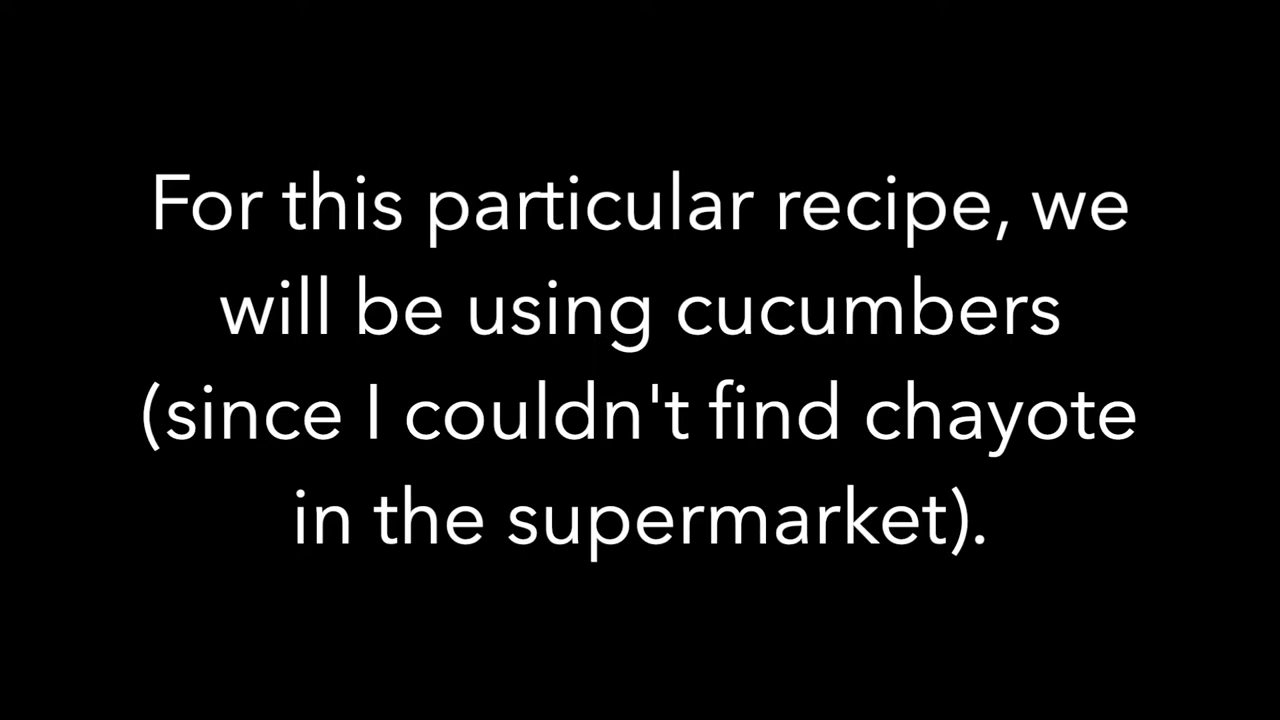 For this particular recipe, we
will be using cucumbers
(since I couldn't find chayote
in the supermarket).